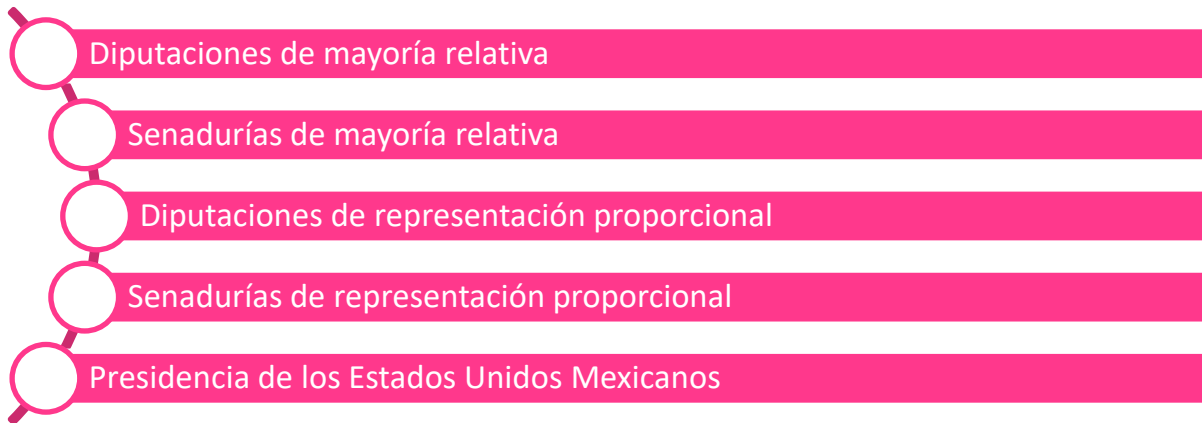 Diputaciones de mayoría relativa
Senadurías de mayoría relativa
Diputaciones de representación proporcional
Senadurías de representación proporcional
Presidencia de los Estados Unidos Mexicanos